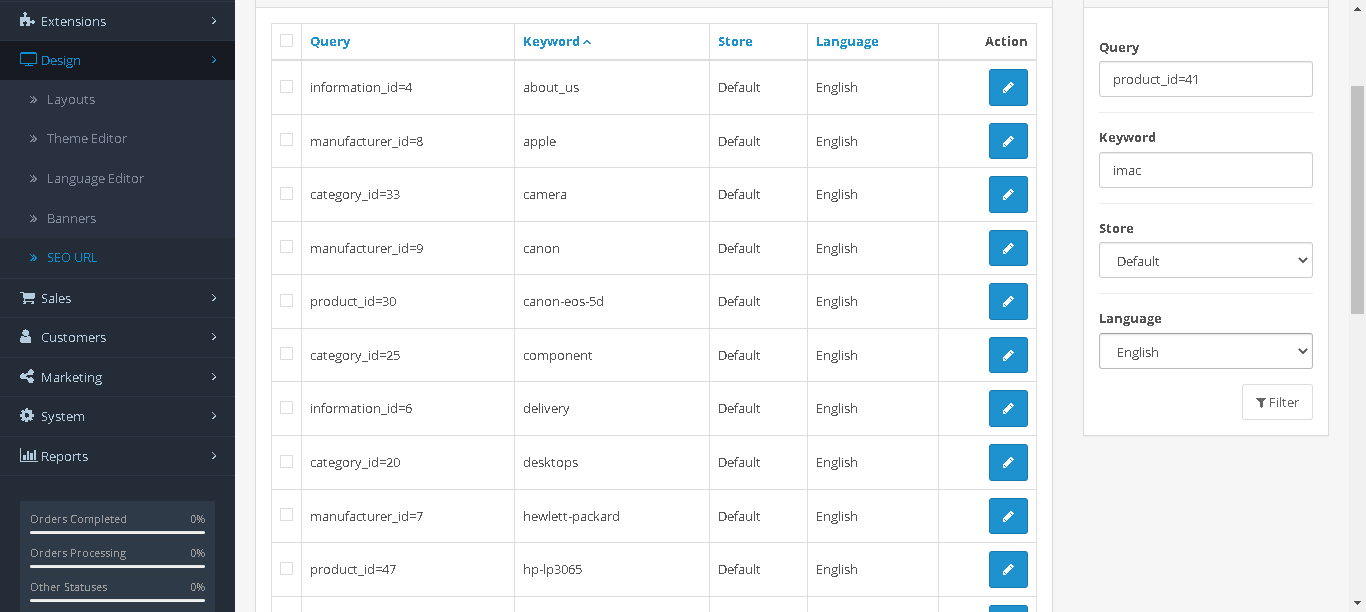 Extensions
Design
Layouts
Theme Editor
Language Editor
Banners
SEO URL
Sales
Customers
Marketing
System
Reports
Orders Completed 0%
Orders Processing 0%
Other Statuses 0%
Query Keyword Store Language Action
information_id=4 about_us Default English
manufacturer_id=8 apple Default English
category_id=33 camera Default English
manufacturer_id=9 canon Default English
product_id=30 canon-eos-5d Default English
category_id=25 component Default English
information_id=6 delivery Default English
category_id=20 desktops Default English
manufacturer_id=7 hewlett-packard Default English
product_id=47 hp-lp3065 Default English
Query
product_id=41
Keyword
imac
Store
Default
Language
English
Filter